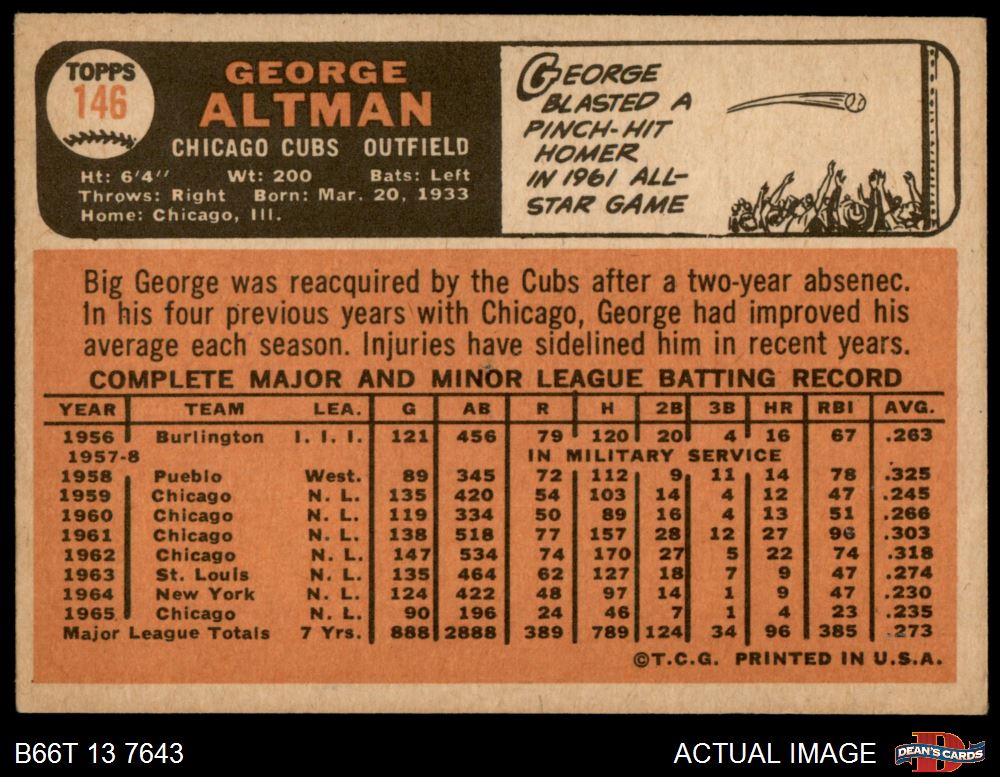 TOPPS
146
GEORGE
ALTMAN
CHICAGO CUBS OUTFIELD
Ht: 6'4" Wt: 200 Bats: Left
Throws: Right Born: Mar. 20, 1933
Home: Chicago, Ill.
GEORGE
BLASTED A
PINCH-HIT
HOMER
IN 1961 ALL-
STAR GAME
Big George was reacquired by the Cubs after a two-year absenec.
In his four previous years with Chicago, George had improved his
average each season. Injuries have sidelined him in recent years.
COMPLETE MAJOR AND MINOR LEAGUE BATTING RECORD
YEAR TEAM LEA. G AB R H 2B 3B HR RBI AVG.
1956 Burlington I. I. I. 121 456 79 120 20 4 16 67 .263
1957-8 IN MILITARY SERVICE
1958 Pueblo West. 89 345 72 112 9 11 14 78 .325
1959 Chicago N. L. 135 420 54 103 14 4 12 47 .245
1960 Chicago N. L. 119 334 50 89 16 4 13 51 .266
1961 Chicago N. L. 138 518 77 157 28 12 27 96 .303
1962 Chicago N. L. 147 534 74 170 27 5 22 74 .318
1963 St. Louis N. L. 135 464 62 127 18 7 9 47 .274
1964 New York N. L. 124 422 48 97 14 1 9 47 .230
1965 Chicago N. L. 90 196 24 46 7 1 4 23 .235
Major League Totals 7 Yrs. 888 2888 389 789 124 34 96 385 .273
©T.C.G. PRINTED IN U.S.A.
B66T 13 7643
ACTUAL IMAGE
D
DEAN'S CARDS